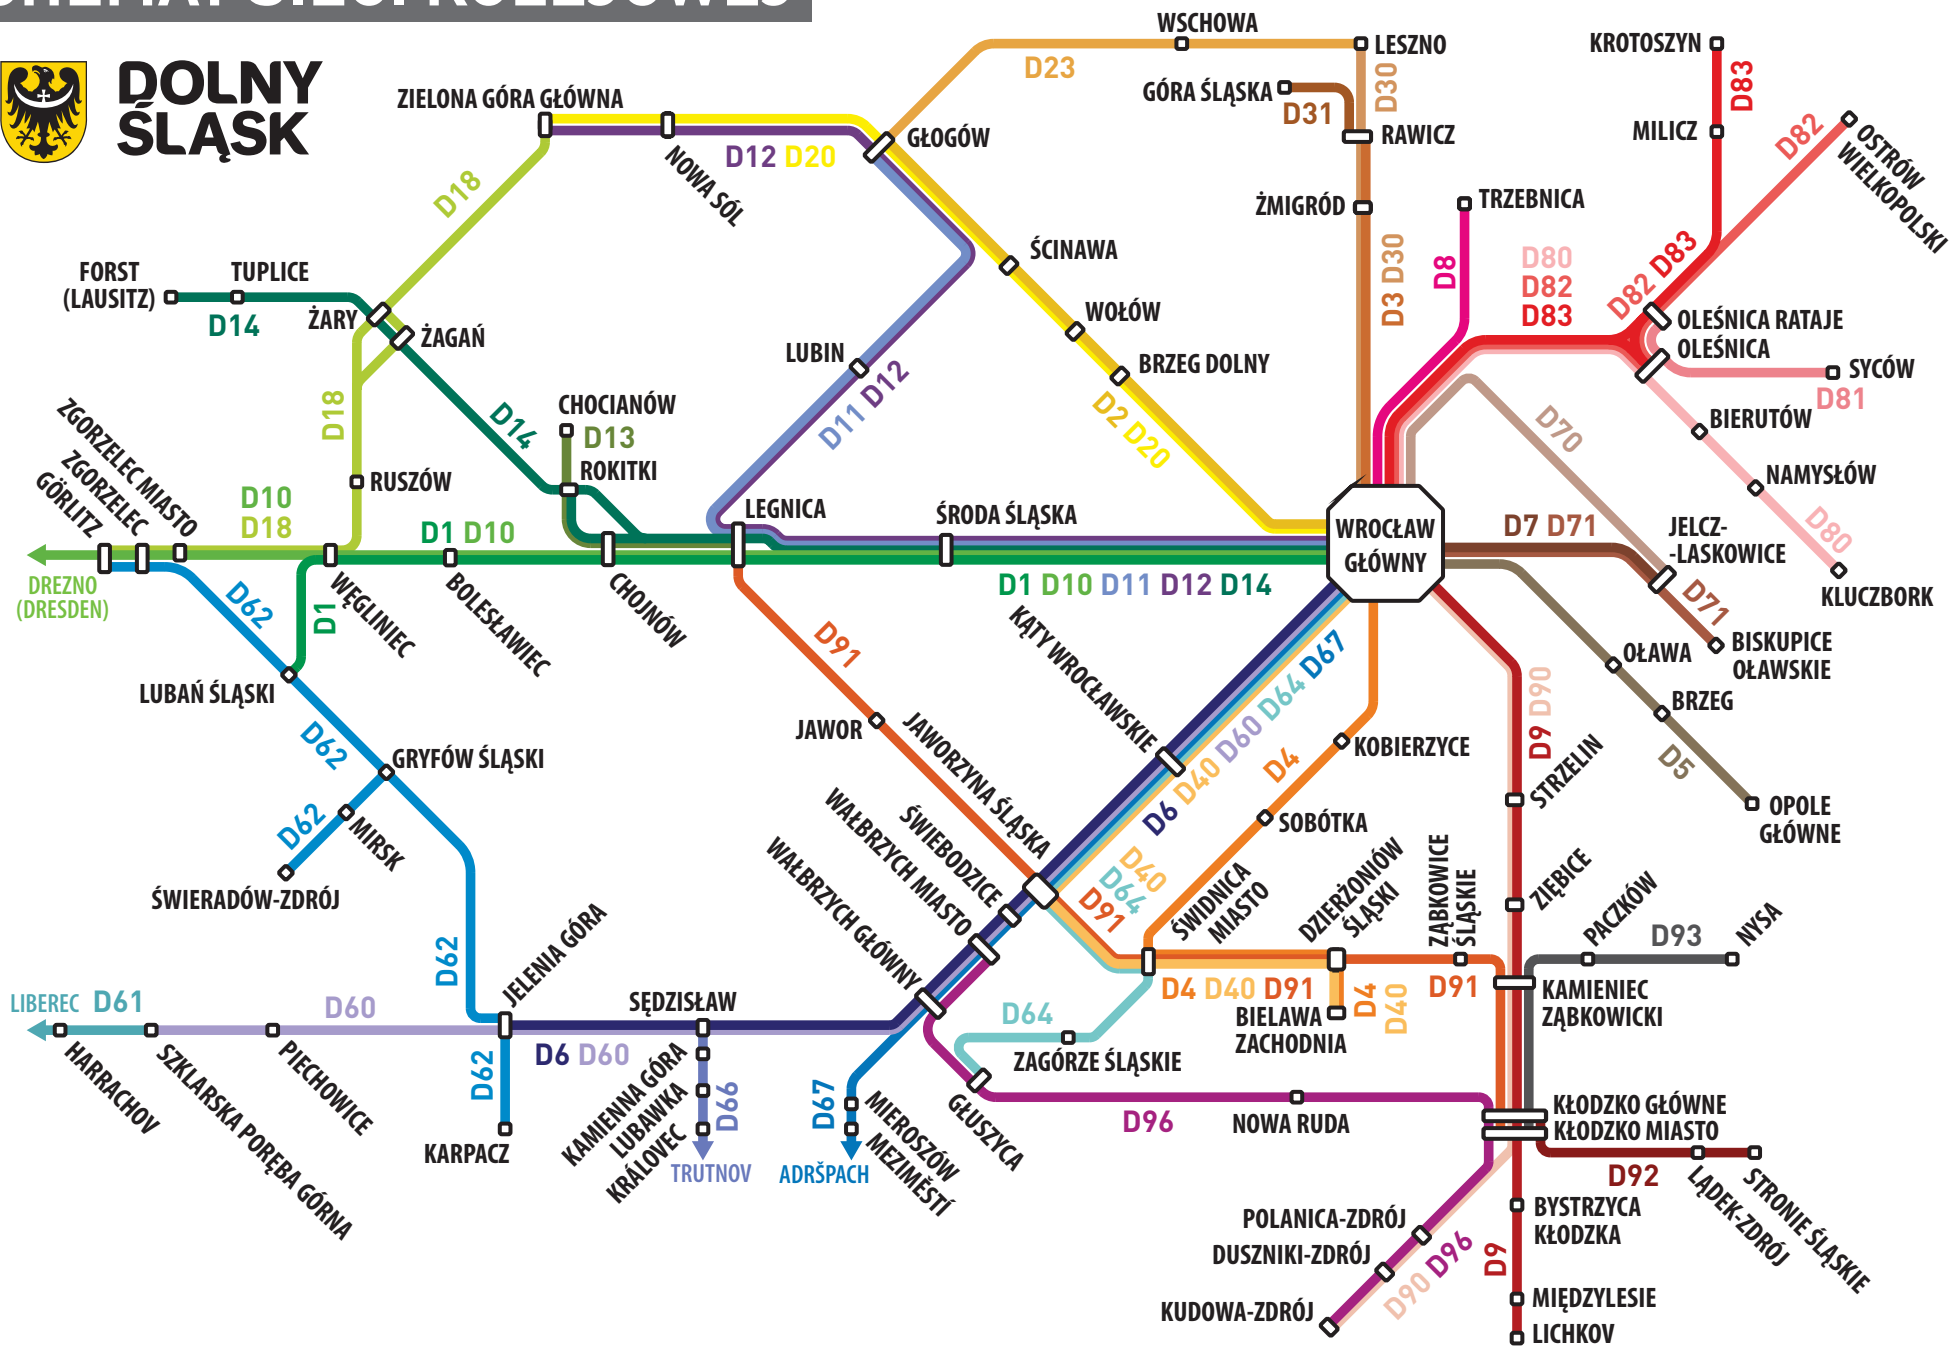 DOLNY
ŚLĄSK
WSCHOWA
LESZNO
D23
D30
GÓRA ŚLĄSKA
D31
RAWICZ
ŻMIGRÓD
D3 D30
KROTOSZYN
D83
MILICZ
D82
OSTRÓW
WIELKOPOLSKI
ZIELONA GÓRA GŁÓWNA
NOWA SÓL
D12 D20
GŁOGÓW
D18
ŚCINAWA
WOŁÓW
BRZEG DOLNY
D2 D20
TRZEBNICA
D8
D80
D82
D83
D82 D83
OLEŚNICA RATAJE
OLEŚNICA
SYCÓW
D81
BIERUTÓW
NAMYSŁÓW
D80
KLUCZBORK
FORST
(LAUSITZ)
TUPLICE
D14
ŻARY
ŻAGAŃ
D18
RUSZÓW
D14
CHOCIANÓW
D13
ROKITKI
LUBIN
D11 D12
LEGNICA
ŚRODA ŚLĄSKA
WROCŁAW
GŁÓWNY
D70
D7 D71
JELCZ-
-LASKOWICE
D71
BISKUPICE
OŁAWSKIE
ZGORZELEC MIASTO
ZGORZELEC
GÖRLITZ
D10
D18
D1 D10
DREZNO
(DRESDEN)
D62
D1
WĘGLINIEC
BOLESŁAWIEC
CHOJNÓW
D1 D10 D11 D12 D14
OŁAWA
BRZEG
D5
OPOLE
GŁÓWNE
LUBAŃ ŚLĄSKI
D62
GRYFÓW ŚLĄSKI
D62
MIRSK
ŚWIERADÓW-ZDRÓJ
D62
D91
JAWOR
JAWORZYNA ŚLĄSKA
KĄTY WROCŁAWSKIE
D6 D40 D60 D64 D67
D4
KOBIERZYCE
SOBÓTKA
D9 D90
STRZELIN
ZIĘBICE
WAŁBRZYCH GŁÓWNY
WAŁBRZYCH MIASTO
ŚWIEBODZICE
D40
D64
D91
ŚWIDNICA
MIASTO
DZIERŻONIÓW
ŚLĄSKI
ZĄBKOWICE
ŚLĄSKIE
PACZKÓW
D93
NYSA
D4 D40 D91
D4
D40
BIELAWA
ZACHODNIA
D91
KAMIENIEC
ZĄBKOWICKI
LIBEREC
D61
D60
HARRACHOV
SZKLARSKA PORĘBA GÓRNA
PIECHOWICE
JELENIA GÓRA
D62
KARPACZ
SĘDZISŁAW
D6 D60
KAMIENNA GÓRA
LUBAWKA
KRÁLOVEC
D66
TRUTNOV
D67
MIEROSZÓW
MEZIMĚSTÍ
ADRŠPACH
D64
ZAGÓRZE ŚLĄSKIE
GŁUSZYCA
D96
NOWA RUDA
KŁODZKO GŁÓWNE
KŁODZKO MIASTO
D92
LĄDEK-ZDRÓJ
STRONIE ŚLĄSKIE
POLANICA-ZDRÓJ
DUSZNIKI-ZDRÓJ
KUDOWA-ZDRÓJ
D90 D96
D9
BYSTRZYCA
KŁODZKA
MIĘDZYLESIE
LICHKOV